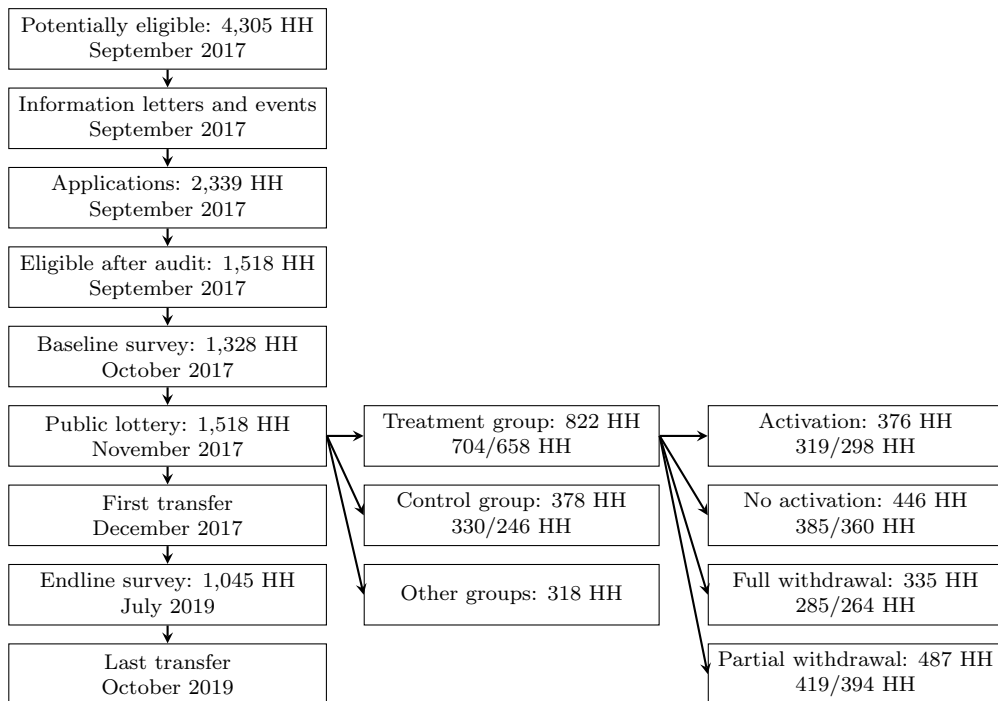 Potentially eligible: 4,305 HH
September 2017
Information letters and events
September 2017
Applications: 2,339 HH
September 2017
Eligible after audit: 1,518 HH
September 2017
Baseline survey: 1,328 HH
October 2017
Public lottery: 1,518 HH
November 2017
First transfer
December 2017
Endline survey: 1,045 HH
July 2019
Last transfer
October 2019
Treatment group: 822 HH
704/658 HH
Control group: 378 HH
330/246 HH
Other groups: 318 HH
Activation: 376 HH
319/298 HH
No activation: 446 HH
385/360 HH
Full withdrawal: 335 HH
285/264 HH
Partial withdrawal: 487 HH
419/394 HH